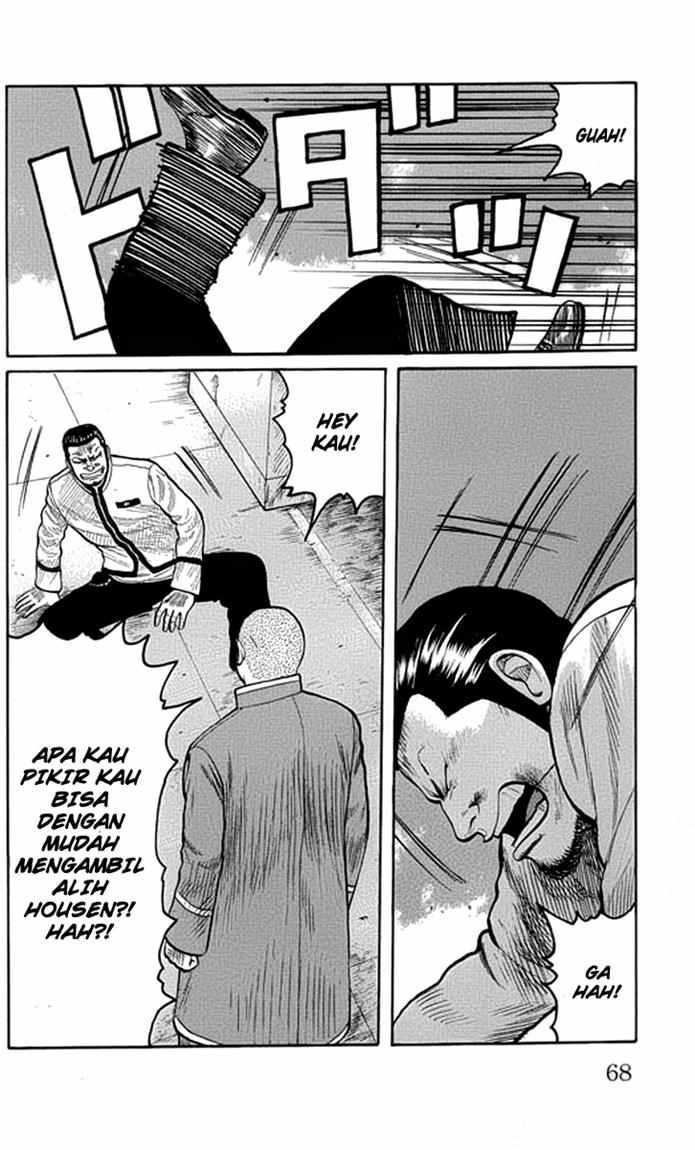 GUAH!
ドダッ
GA
HAH!
HEY
KAU!
APA KAU
PIKIR KAU
BISA
DENGAN
MUDAH
MENGAMBIL
ALIH
HOUSEN?!
HAH?!
68